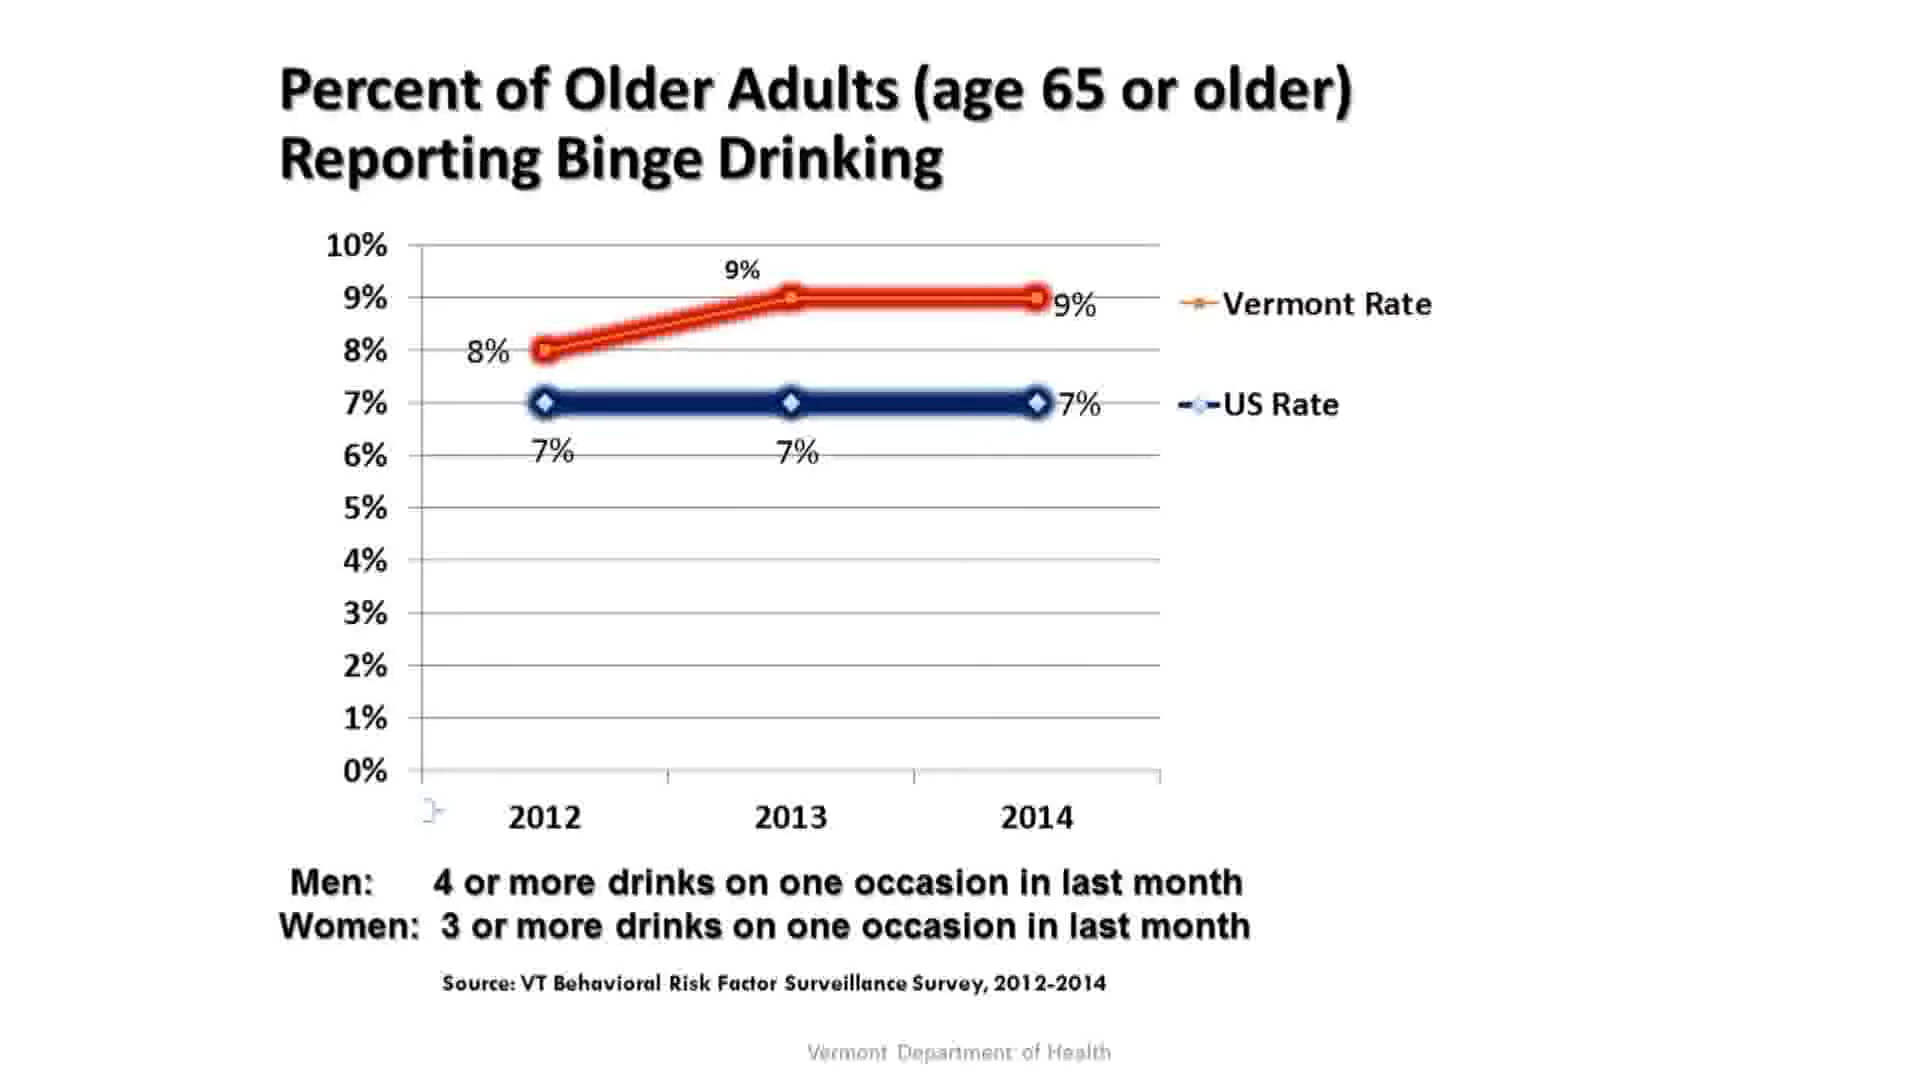 Percent of Older Adults (age 65 or older)
Reporting Binge Drinking
10%
9%
9%
9%
Vermont Rate
8%
8%
7%
7%
US Rate
6%
7%
7%
5%
4%
3%
2%
1%
0%
2012 2013 2014
Men: 4 or more drinks on one occasion in last month
Women: 3 or more drinks on one occasion in last month
Source: VT Behavioral Risk Factor Surveillance Survey, 2012-2014
Vermont Department of Health